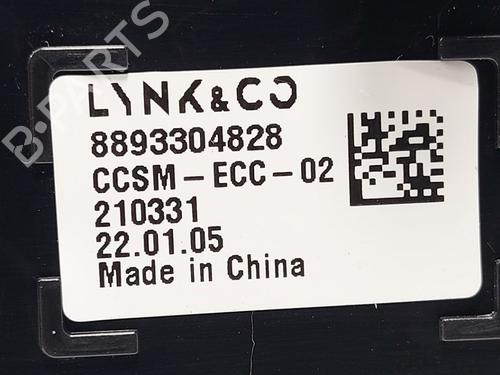 LYNK&CO
8893304828
CCSM-ECC-02
210331
22.01.05
Made in China
B-PARTS